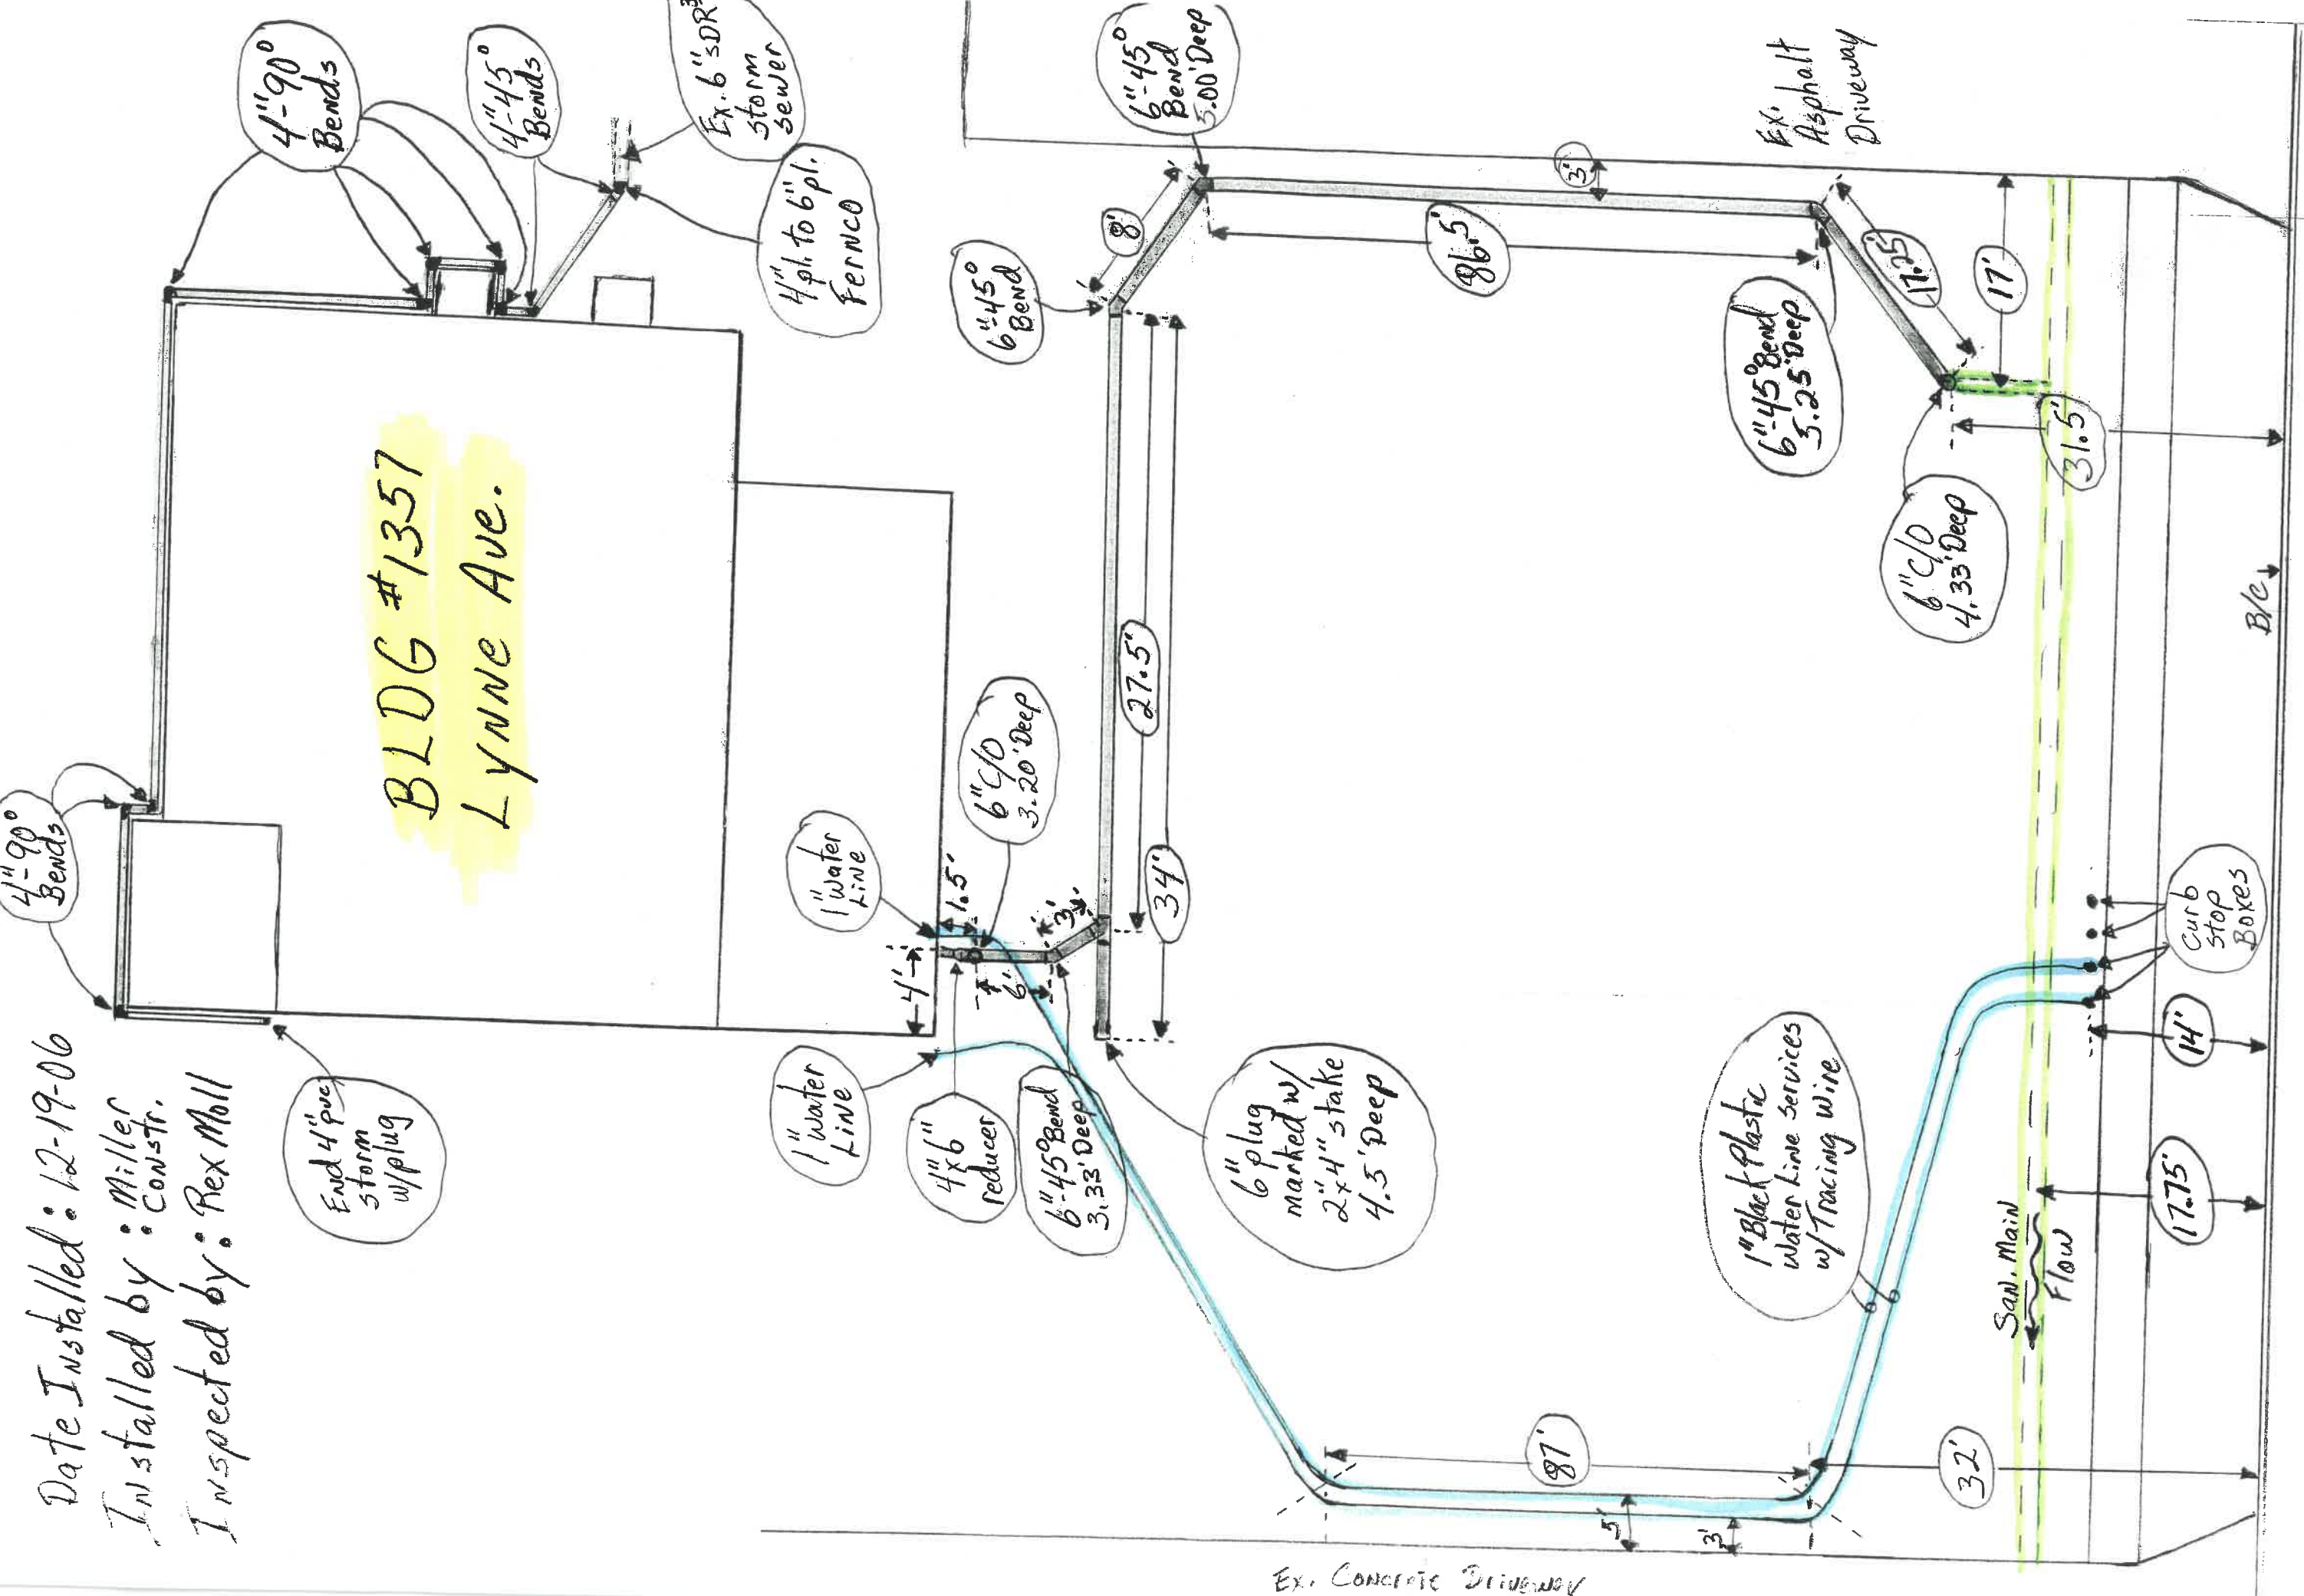 Date Installed: 12-19-06
Installed by: Miller
Constr.
Inspected by: Rex Moll
BLDG #1357
Lynne Ave.
4"-90°
Bends
4"-90°
Bends
4"-45°
Bends
Ex. 6" SDR
storm
sewer
4" pl. to 6" pl.
Fernco
End 4" pvc
storm
w/plug
1" Water
Line
1" Water
Line
4'
1.5'
6'
3'
6" C/O
3.20' Deep
4"x6"
reducer
6"-45° Bend
3.33' Deep
6" plug
marked w/
2"x4" stake
4.5' Deep
27.5'
34'
6"-45°
Bend
8'
6"-45°
Bend
5.00' Deep
3'
86.5'
Ex.
Asphalt
Driveway
6"-45° Bend
3.25' Deep
17.25'
17'
31.5'
6" C/O
4.33' Deep
B/C
Curb
Stop
Boxes
14'
17.75'
1" Black Plastic
Water Line Services
w/ Tracing Wire
San. Main
Flow
87'
32'
5'
3'
Ex. Concrete Driveway